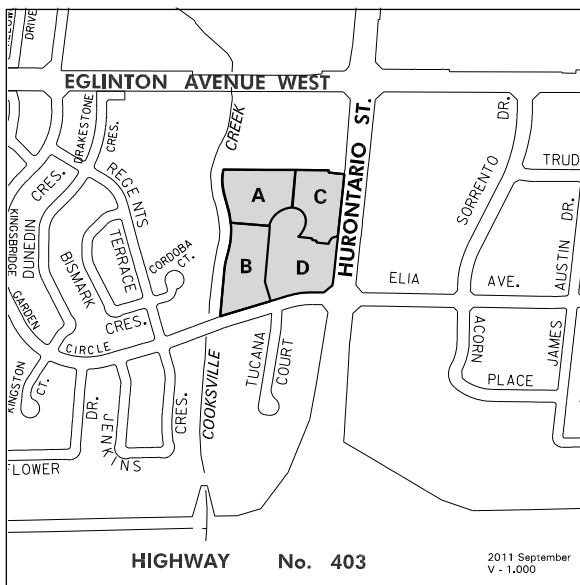 DRIVE
EGLINTON AVENUE WEST
DRAKESTONE
CRES.
CREEK
HURONTARIO ST.
DR.
SORRENTO
TRUD
CRES.
REGENTS
TERRACE
KINGSBRIDGE
DUNEDIN
BISMARK
CORDOBA
CT.
A
C
B
D
ELIA
AVE.
AUSTIN
DR.
GARDEN
CRES.
CIRCLE
KINGSTON
CT.
COOKSVILLE
TUCANA
COURT
ACORN
PLACE
JAMES
DR.
JENKINS
CRES.
FLOWER
HIGHWAY No. 403
2011 September
V - 1.000